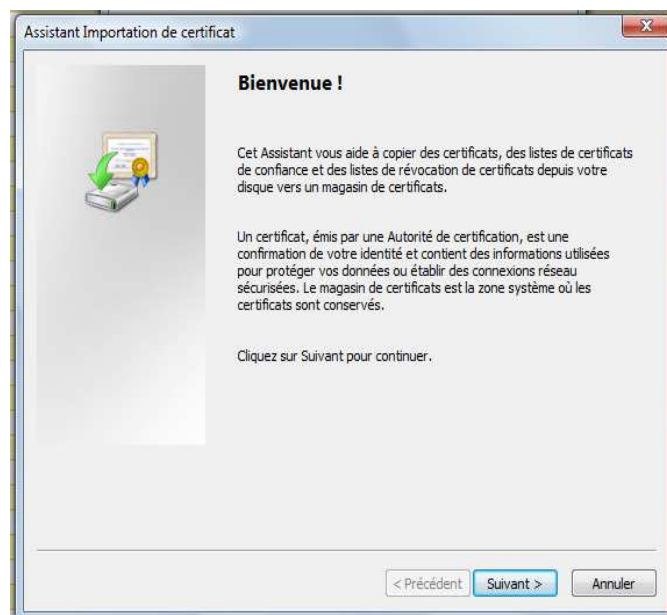 Assistant Importation de certificat
Bienvenue !
Cet Assistant vous aide à copier des certificats, des listes de certificats
de confiance et des listes de révocation de certificats depuis votre
disque vers un magasin de certificats.
Un certificat, émis par une Autorité de certification, est une
confirmation de votre identité et contient des informations utilisées
pour protéger vos données ou établir des connexions réseau
sécurisées. Le magasin de certificats est la zone système où les
certificats sont conservés.
Cliquez sur Suivant pour continuer.
< Précédent Suivant > Annuler